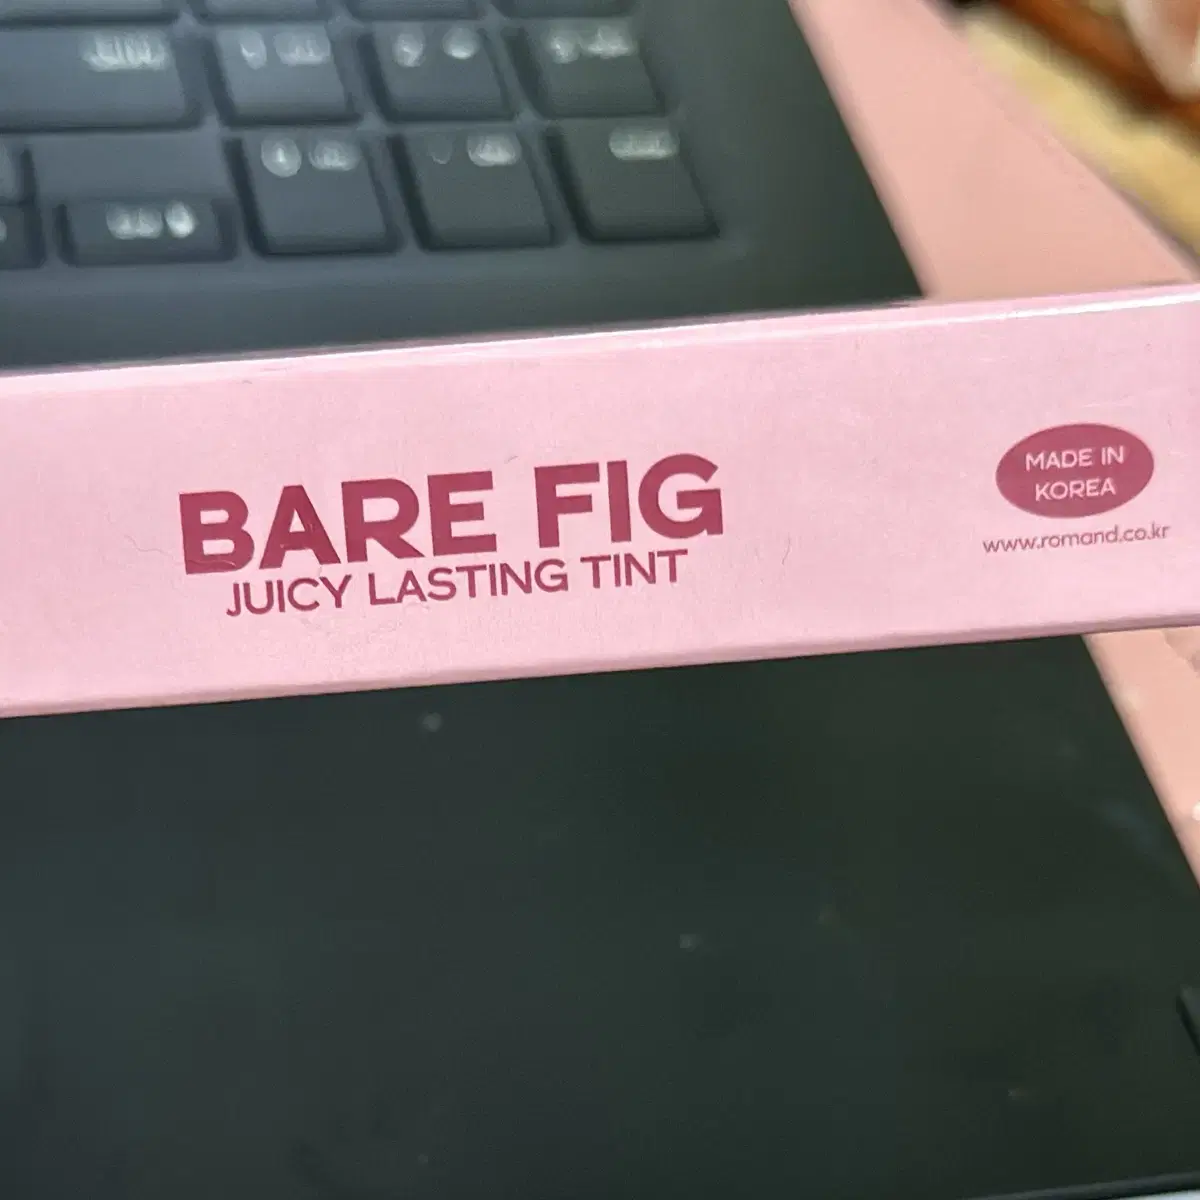 BARE FIG
JUICY LASTING TINT
MADE IN
KOREA
www.romand.co.kr